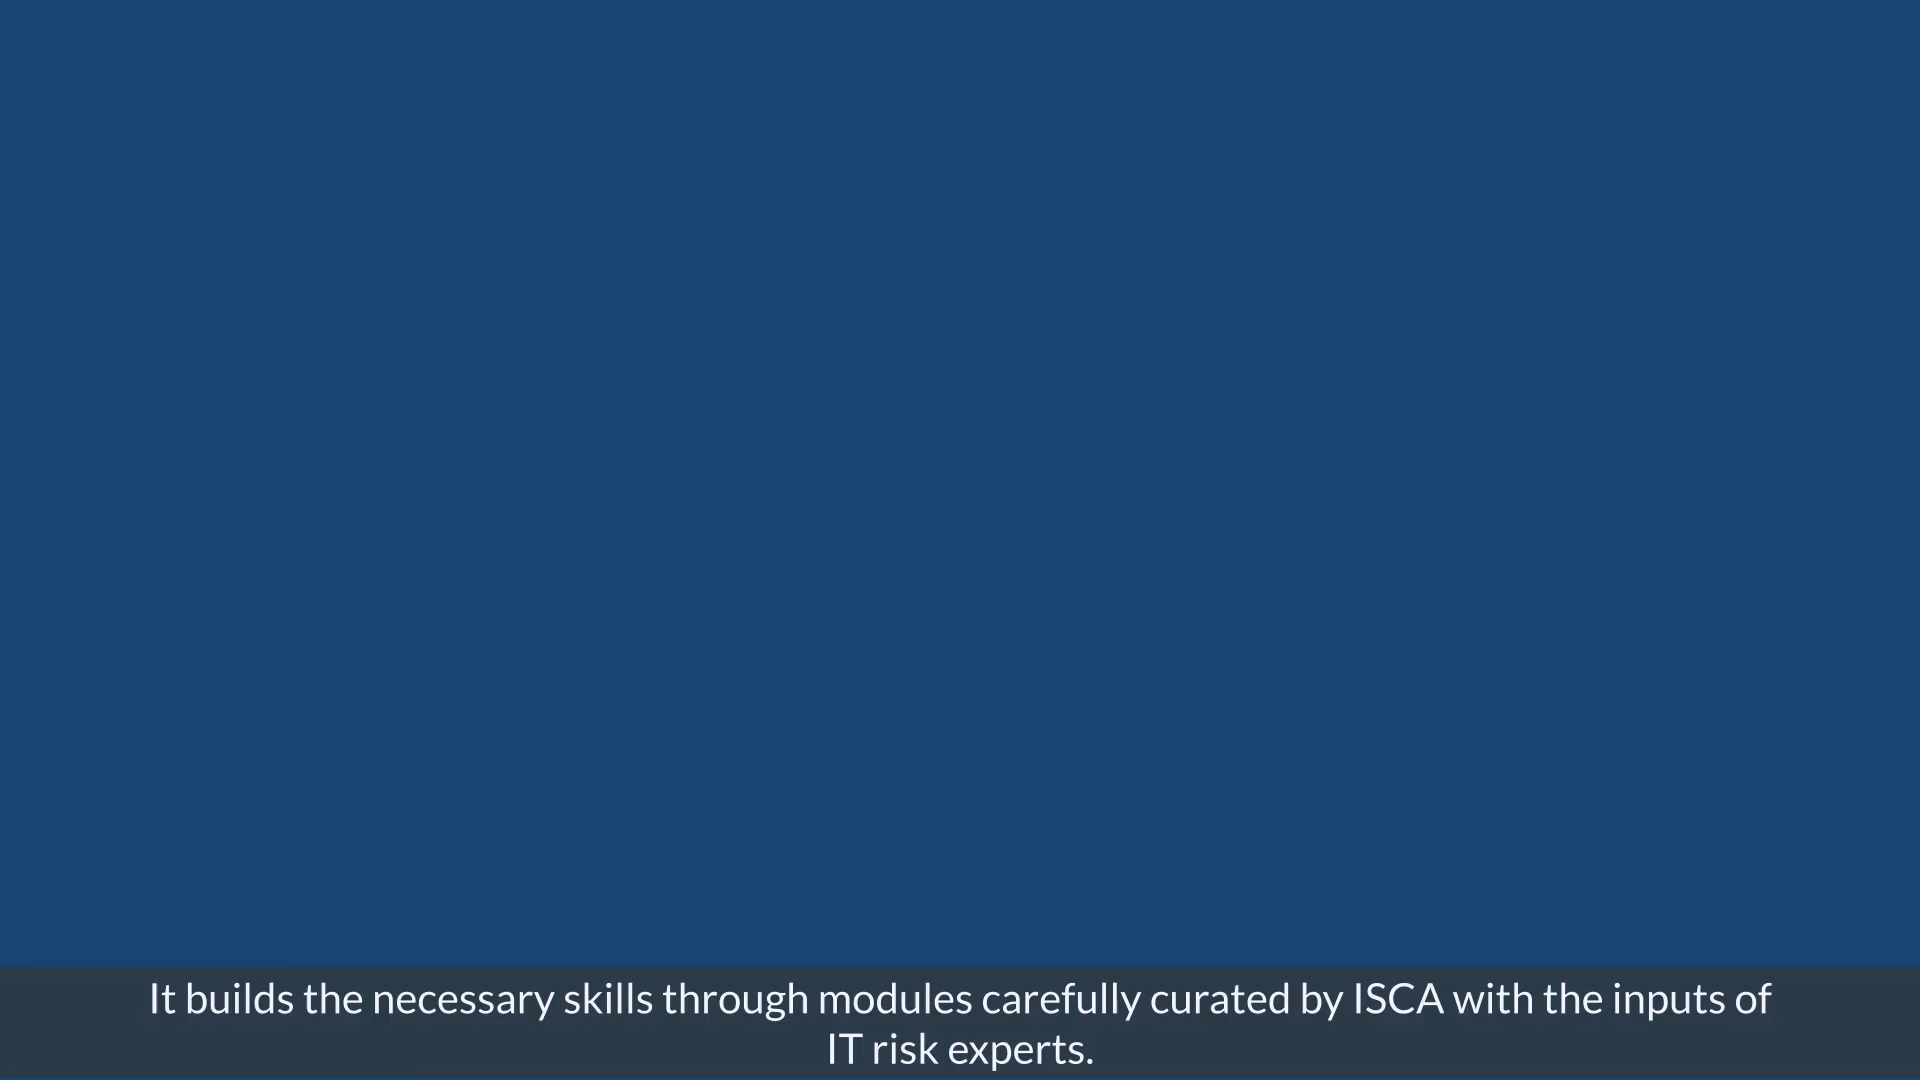 It builds the necessary skills through modules carefully curated by ISCA with the inputs of
IT risk experts.